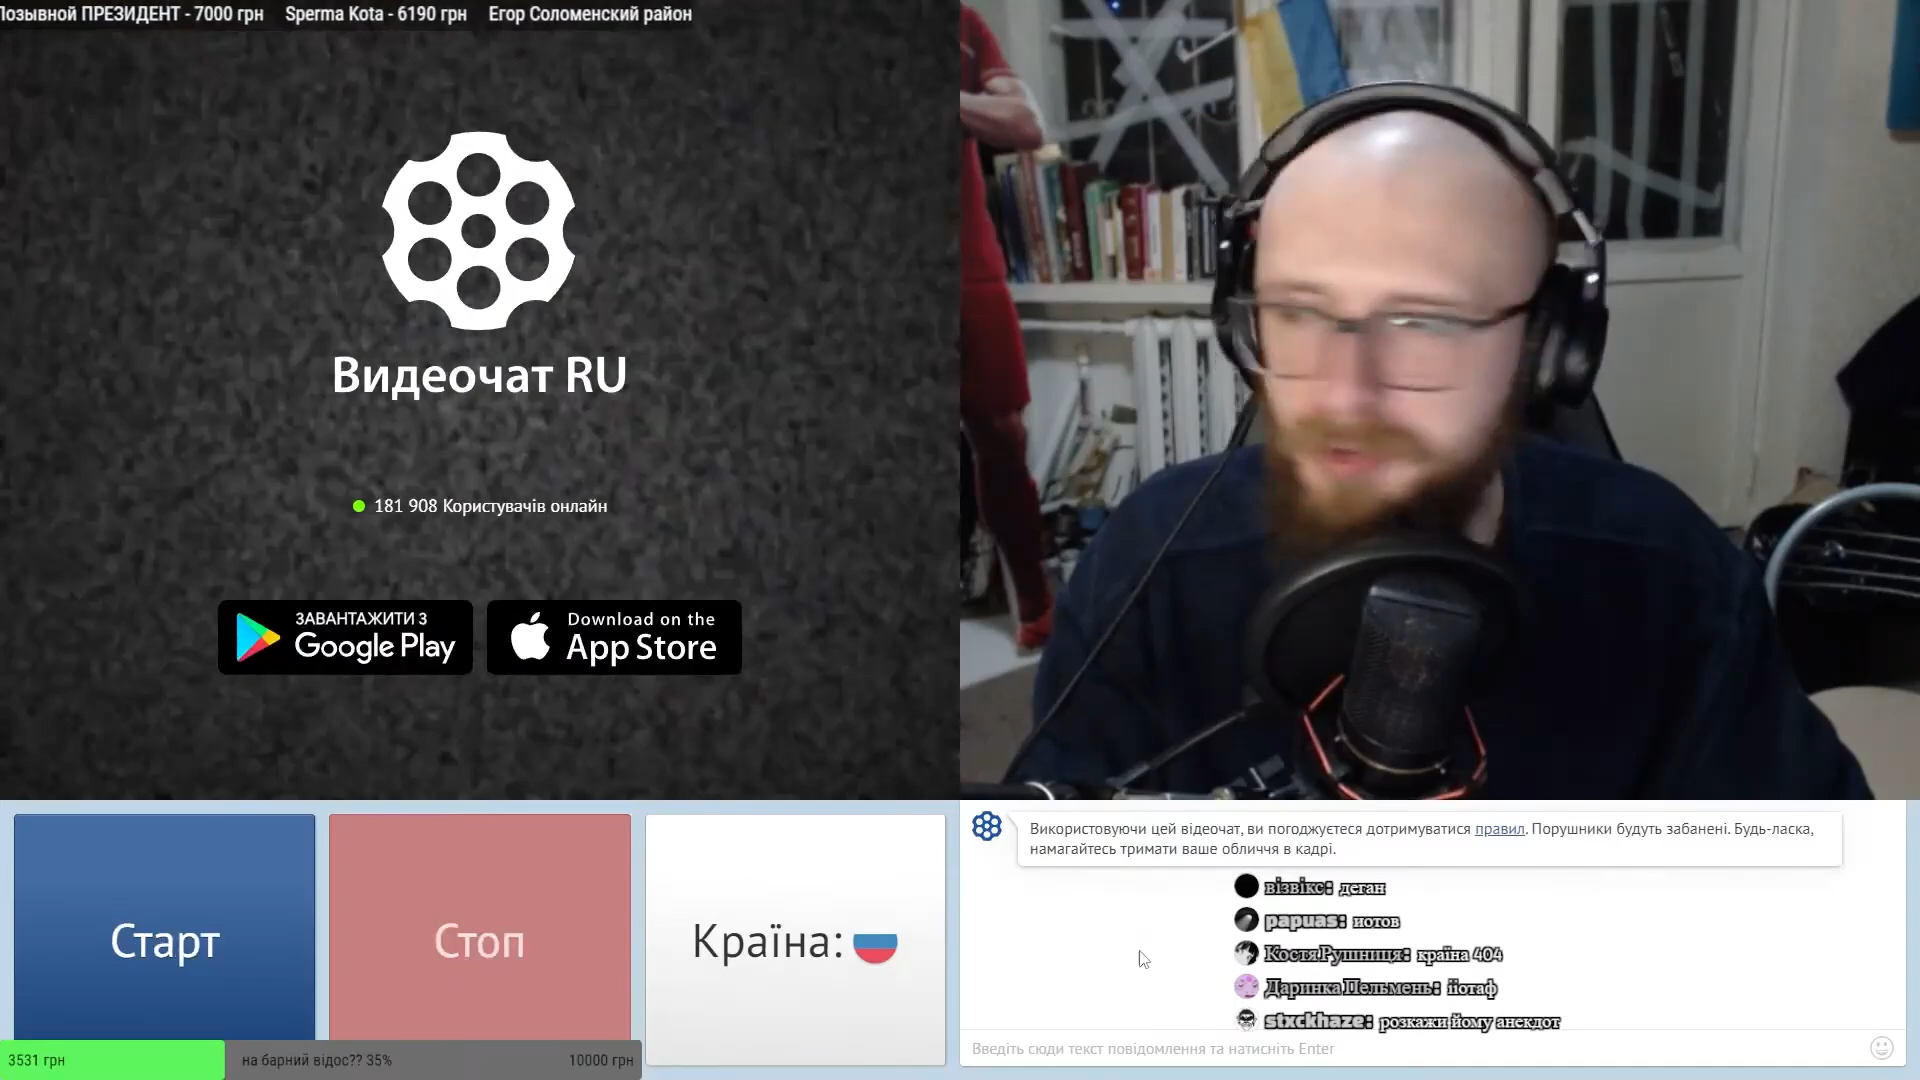 Позывной ПРЕЗИДЕНТ - 7000 грн Sperma Kota - 6190 грн Егор Соломенский район
Видеочат RU
181 908 Користувачів онлайн
ЗАВАНТАЖИТИ З
Google Play
Download on the
App Store
Старт
Стоп
Країна:
3531 грн
на барний відос?? 35%
10000 грн
Використовуючи цей відеочат, ви погоджуєтеся дотримуватися правил. Порушники будуть забанені. Будь-ласка,
намагайтесь тримати ваше обличчя в кадрі.
візвікс: деган
papuas: йотов
КостяРушниця: країна 404
Даринка Пельмень: йотаф
stxckhaze: розкажи йому анекдот
Введіть сюди текст повідомлення та натисніть Enter